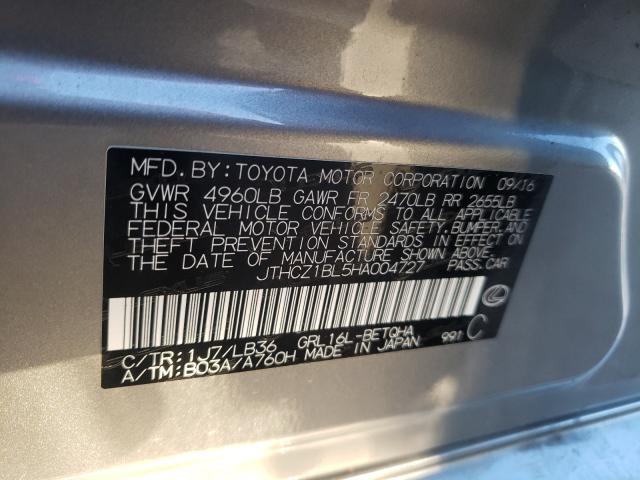 MFD. BY: TOYOTA MOTOR CORPORATION 09/16
GVWR 4960LB GAWR FR 2470LB RR 2655LB
THIS VEHICLE CONFORMS TO ALL APPLICABLE
FEDERAL MOTOR VEHICLE SAFETY, BUMPER, AND
THEFT PREVENTION STANDARDS IN EFFECT ON
THE DATE OF MANUFACTURE SHOWN ABOVE.
JTHCZ1BL5HA004727 PASS.CAR
C/TR: 1J7/LB36 GRL16L-BETQHA
A/TM: B03A/A760H MADE IN JAPAN 991 C